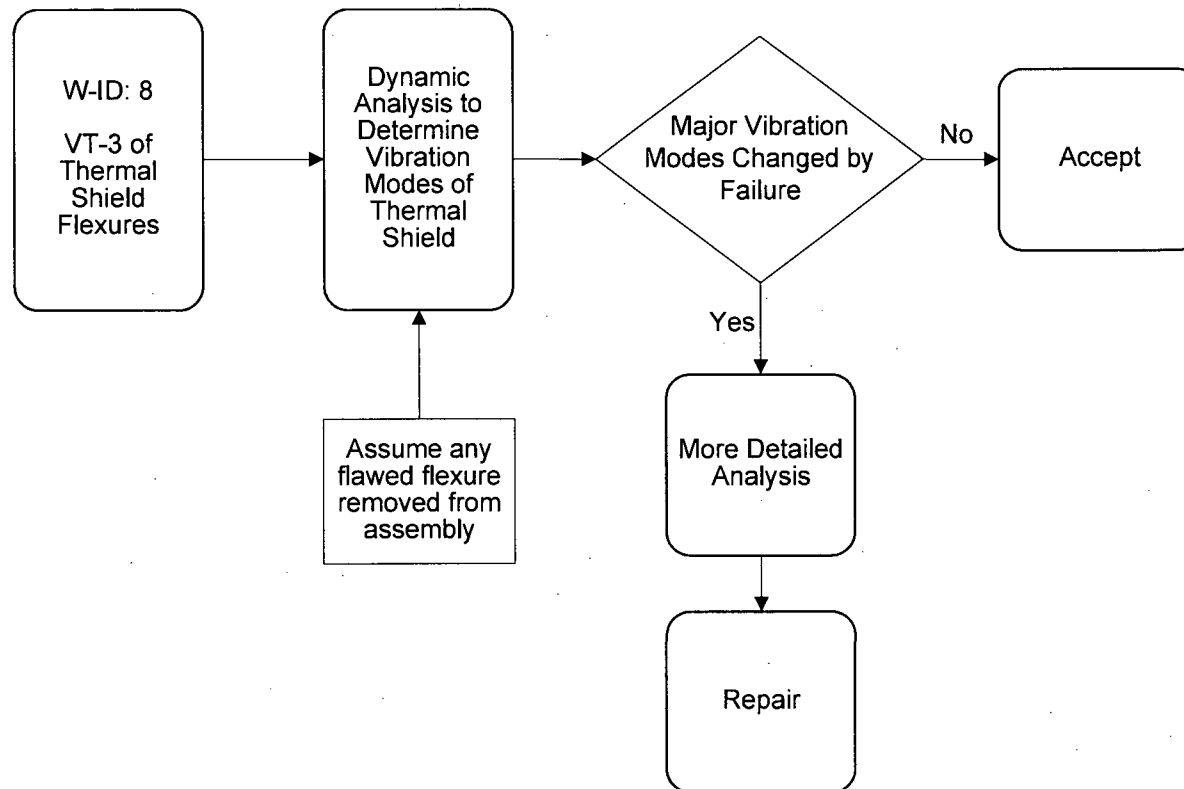 W-ID: 8
VT-3 of
Thermal
Shield
Flexures
Dynamic
Analysis to
Determine
Vibration
Modes of
Thermal
Shield
Major Vibration
Modes Changed by
Failure
No
Accept
Yes
Assume any
flawed flexure
removed from
assembly
More Detailed
Analysis
Repair